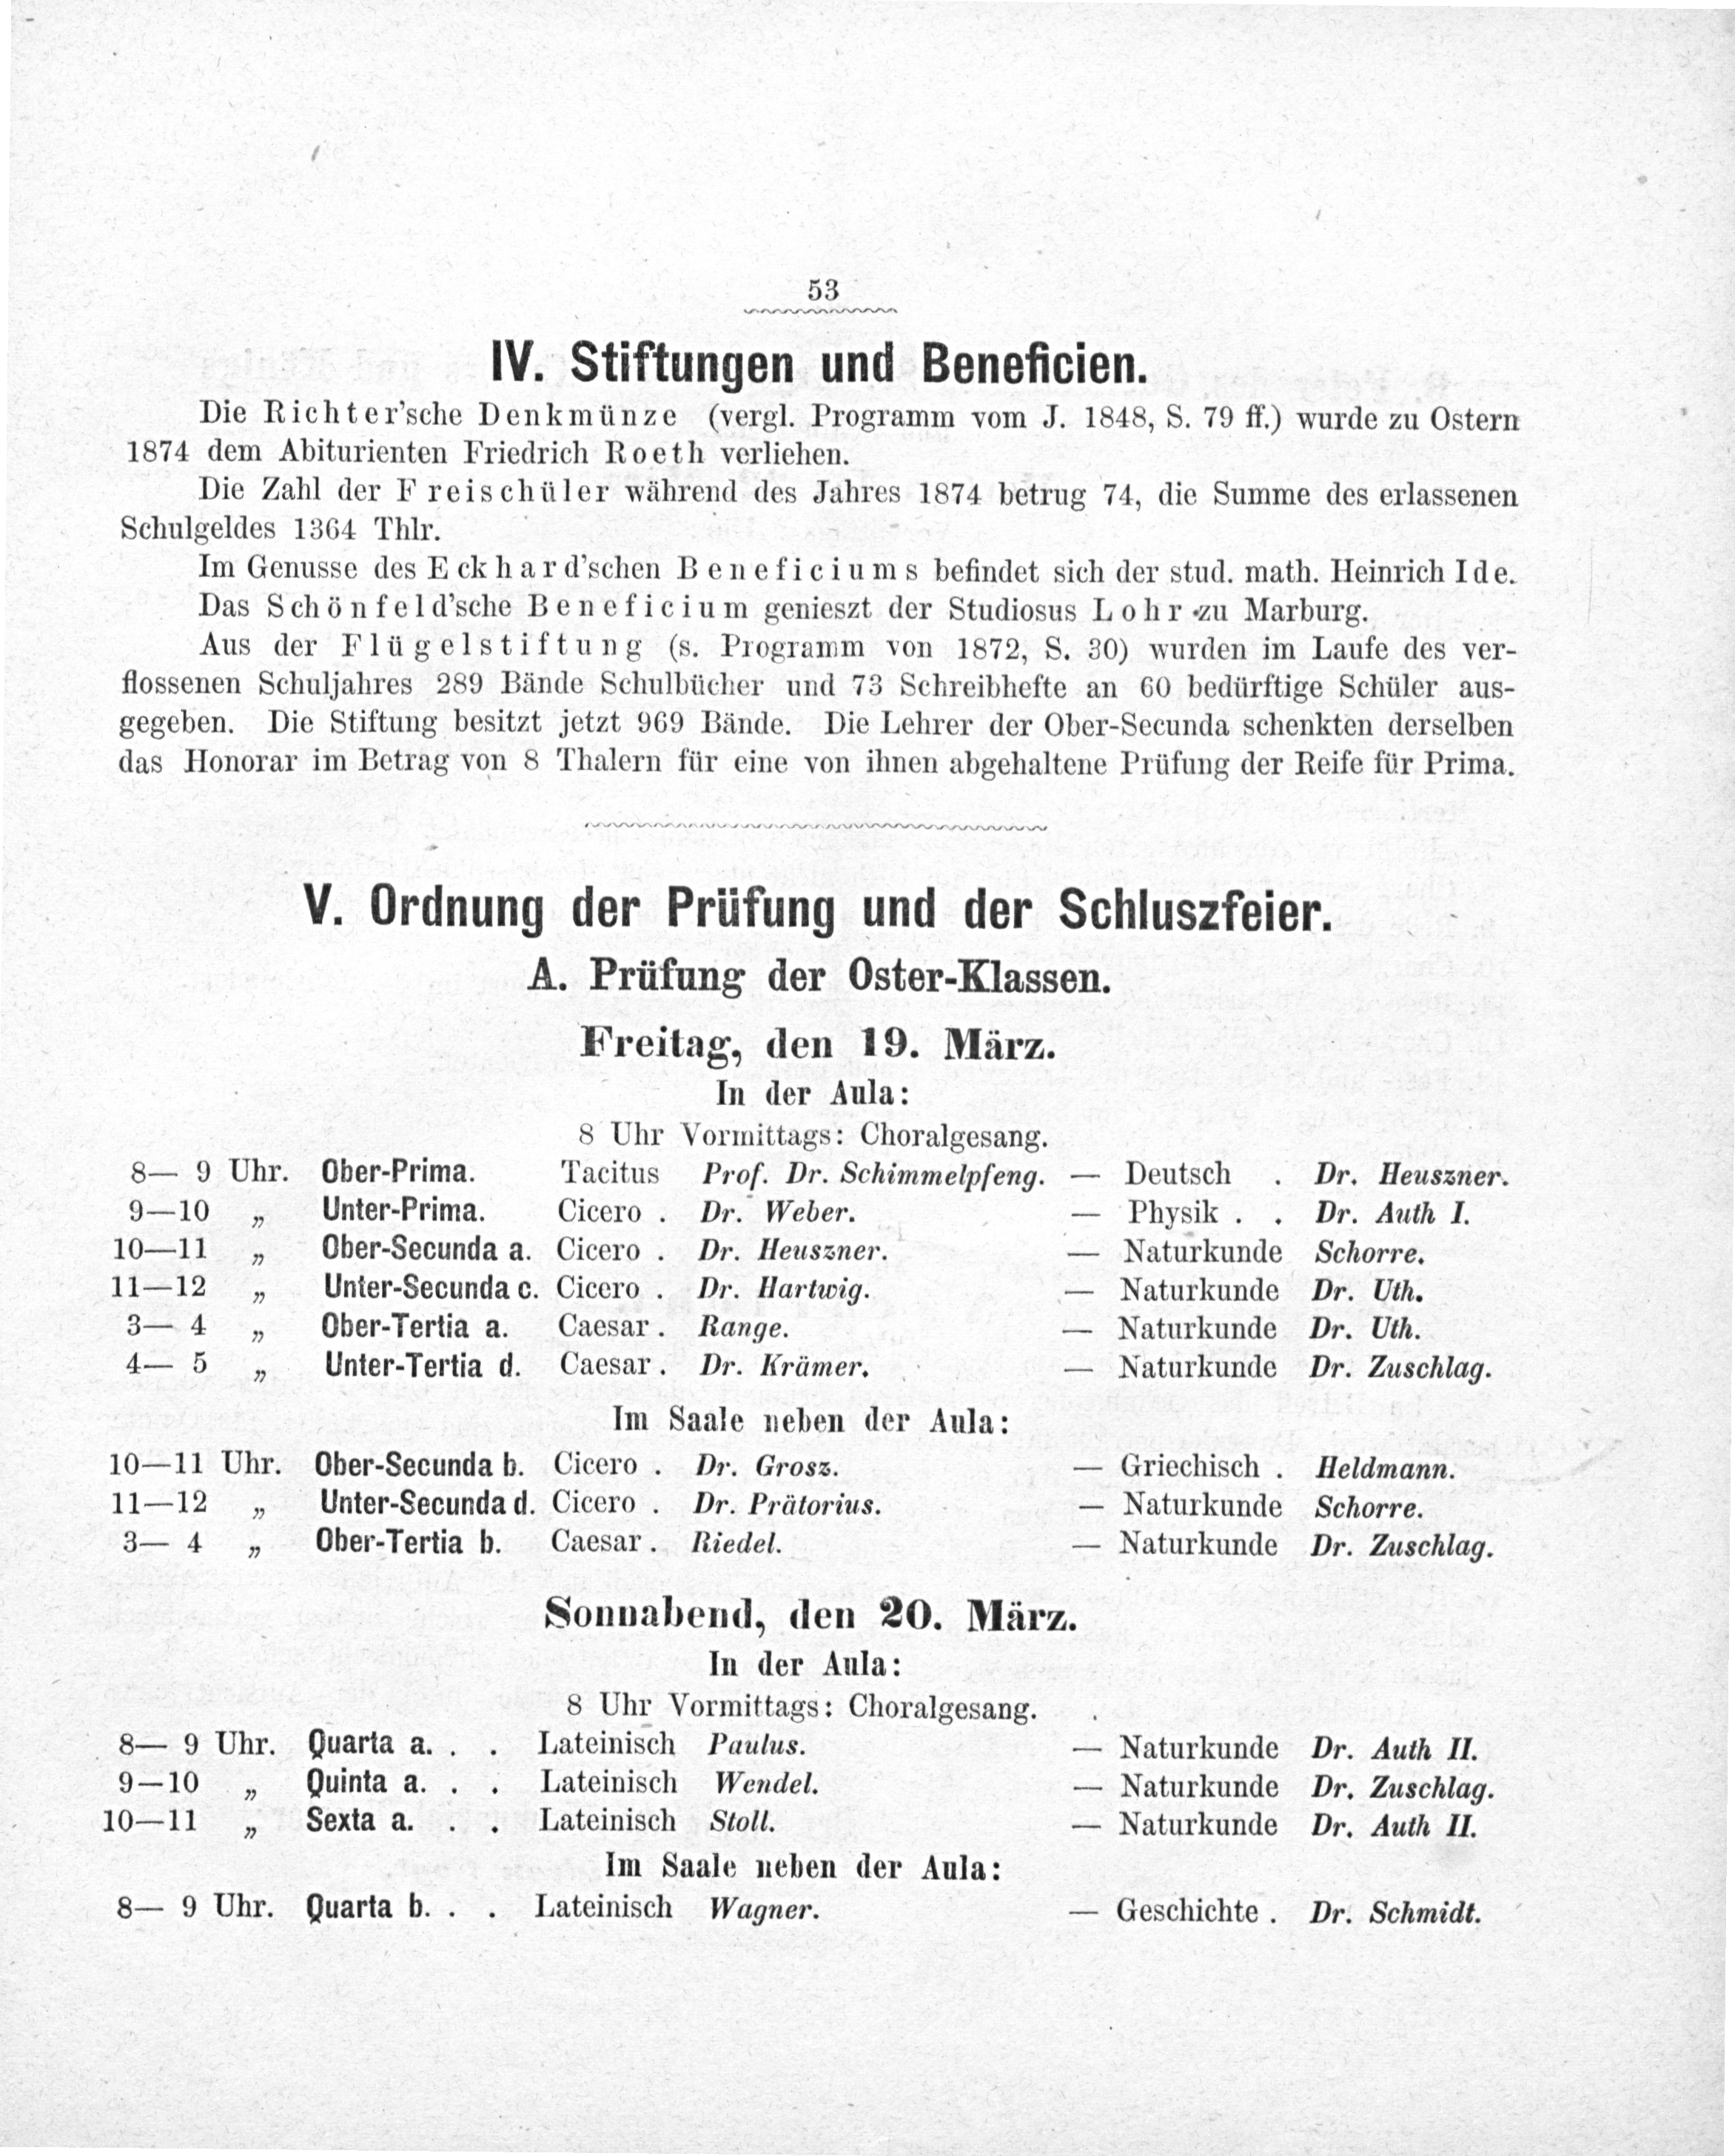 53
IV. Stiftungen und Beneficien.
Die Richter'sche Denkmünze (vergl. Programm vom J. 1848, S. 79 ff.) wurde zu Ostern
1874 dem Abiturienten Friedrich Roeth verliehen.
Die Zahl der Freischüler während des Jahres 1874 betrug 74, die Summe des erlassenen
Schulgeldes 1364 Thlr.
Im Genusse des Eckhard'schen Beneficiums befindet sich der stud. math. Heinrich Ide.
Das Schönfeld'sche Beneficium genieszt der Studiosus Lohr zu Marburg.
Aus der Flügelstiftung (s. Programm von 1872, S. 30) wurden im Laufe des ver-
flossenen Schuljahres 289 Bände Schulbücher und 73 Schreibhefte an 60 bedürftige Schüler aus-
gegeben. Die Stiftung besitzt jetzt 969 Bände. Die Lehrer der Ober-Secunda schenkten derselben
das Honorar im Betrag von 8 Thalern für eine von ihnen abgehaltene Prüfung der Reife für Prima.
V. Ordnung der Prüfung und der Schluszfeier.
A. Prüfung der Oster-Klassen.
Freitag, den 19. März.
In der Aula:
8 Uhr Vormittags: Choralgesang.
8— 9 Uhr. Ober-Prima. Tacitus Prof. Dr. Schimmelpfeng. — Deutsch . Dr. Heuszner.
9—10 „ Unter-Prima. Cicero . Dr. Weber. — Physik . . Dr. Auth I.
10—11 „ Ober-Secunda a. Cicero . Dr. Heuszner. — Naturkunde Schorre.
11—12 „ Unter-Secunda c. Cicero . Dr. Hartwig. — Naturkunde Dr. Uth.
3— 4 „ Ober-Tertia a. Caesar . Range. — Naturkunde Dr. Uth.
4— 5 „ Unter-Tertia d. Caesar . Dr. Krämer. — Naturkunde Dr. Zuschlag.
Im Saale neben der Aula:
10—11 Uhr. Ober-Secunda b. Cicero . Dr. Grosz. — Griechisch . Heldmann.
11—12 „ Unter-Secunda d. Cicero . Dr. Prätorius. — Naturkunde Schorre.
3— 4 „ Ober-Tertia b. Caesar . Riedel. — Naturkunde Dr. Zuschlag.
Sonnabend, den 20. März.
In der Aula:
8 Uhr Vormittags: Choralgesang.
8— 9 Uhr. Quarta a. . . Lateinisch Paulus. — Naturkunde Dr. Auth II.
9—10 „ Quinta a. . . Lateinisch Wendel. — Naturkunde Dr. Zuschlag.
10—11 „ Sexta a. . . Lateinisch Stoll. — Naturkunde Dr. Auth II.
Im Saale neben der Aula:
8— 9 Uhr. Quarta b. . . Lateinisch Wagner. — Geschichte . Dr. Schmidt.